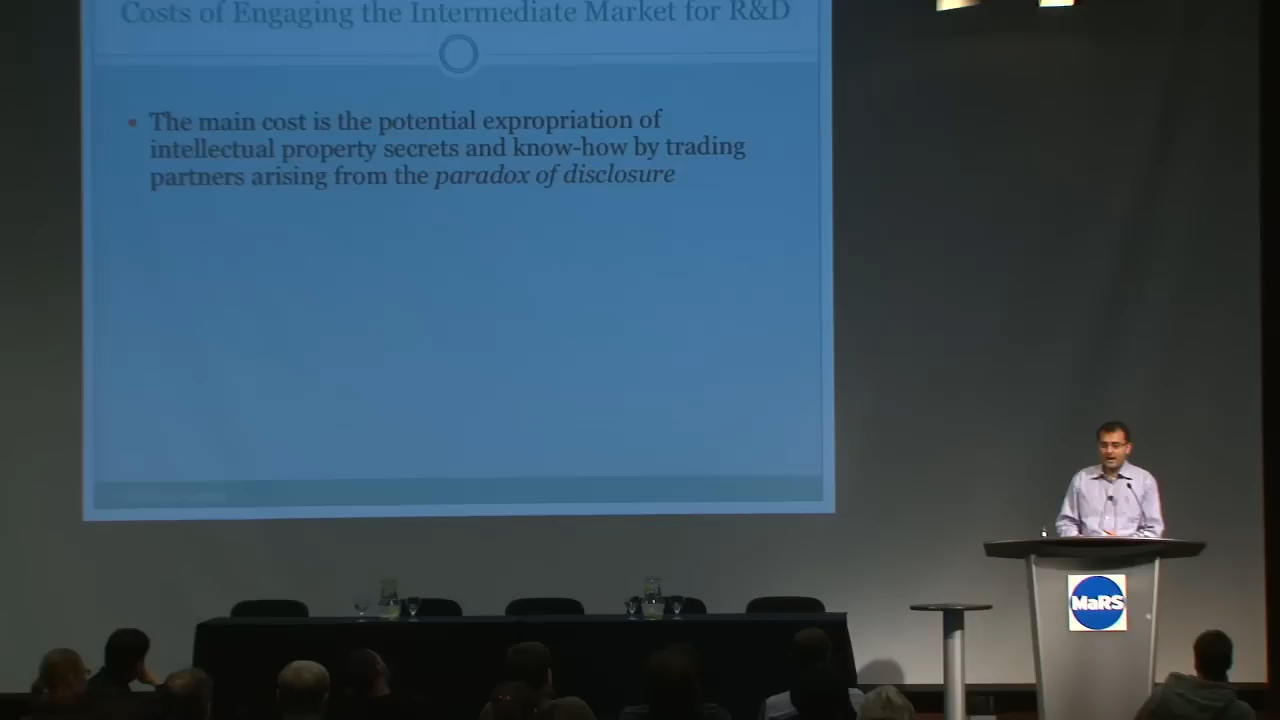 Costs of Engaging the Intermediate Market for R&D
The main cost is the potential expropriation of
intellectual property secrets and know-how by trading
partners arising from the paradox of disclosure
MaRS